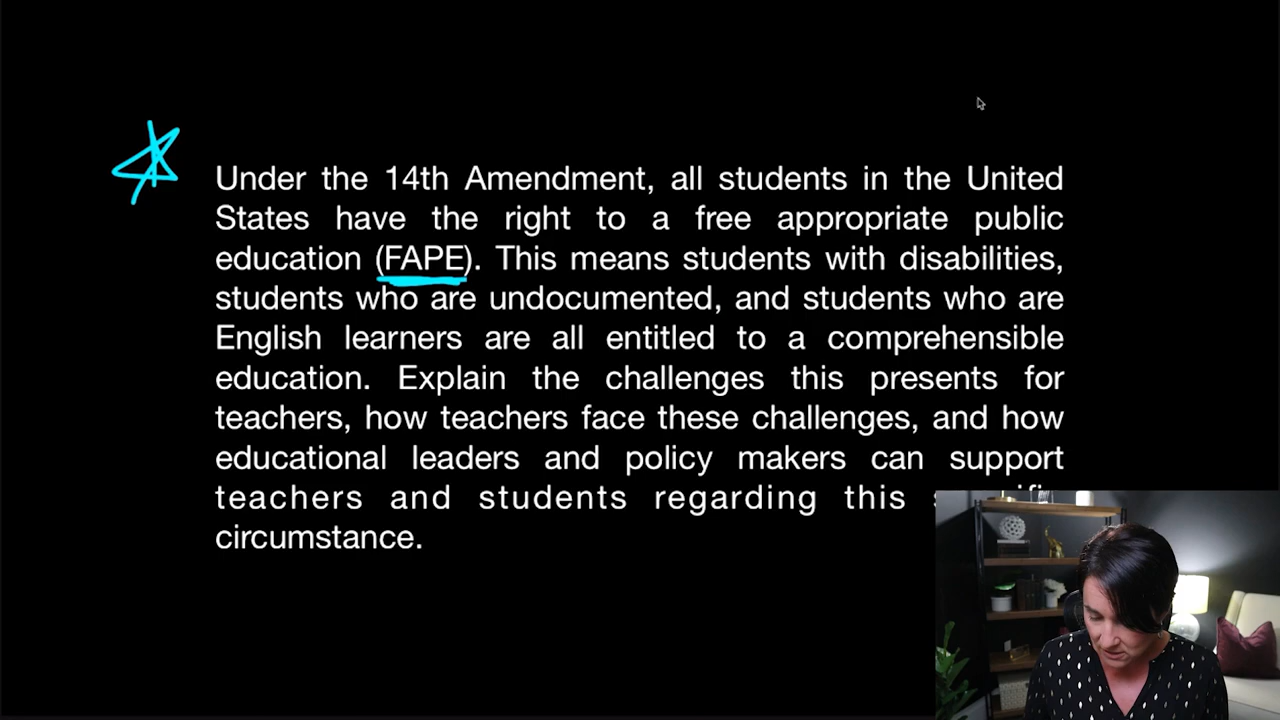 Under the 14th Amendment, all students in the United
States have the right to a free appropriate public
education (FAPE). This means students with disabilities,
students who are undocumented, and students who are
English learners are all entitled to a comprehensible
education. Explain the challenges this presents for
teachers, how teachers face these challenges, and how
educational leaders and policy makers can support
teachers and students regarding this
circumstance.